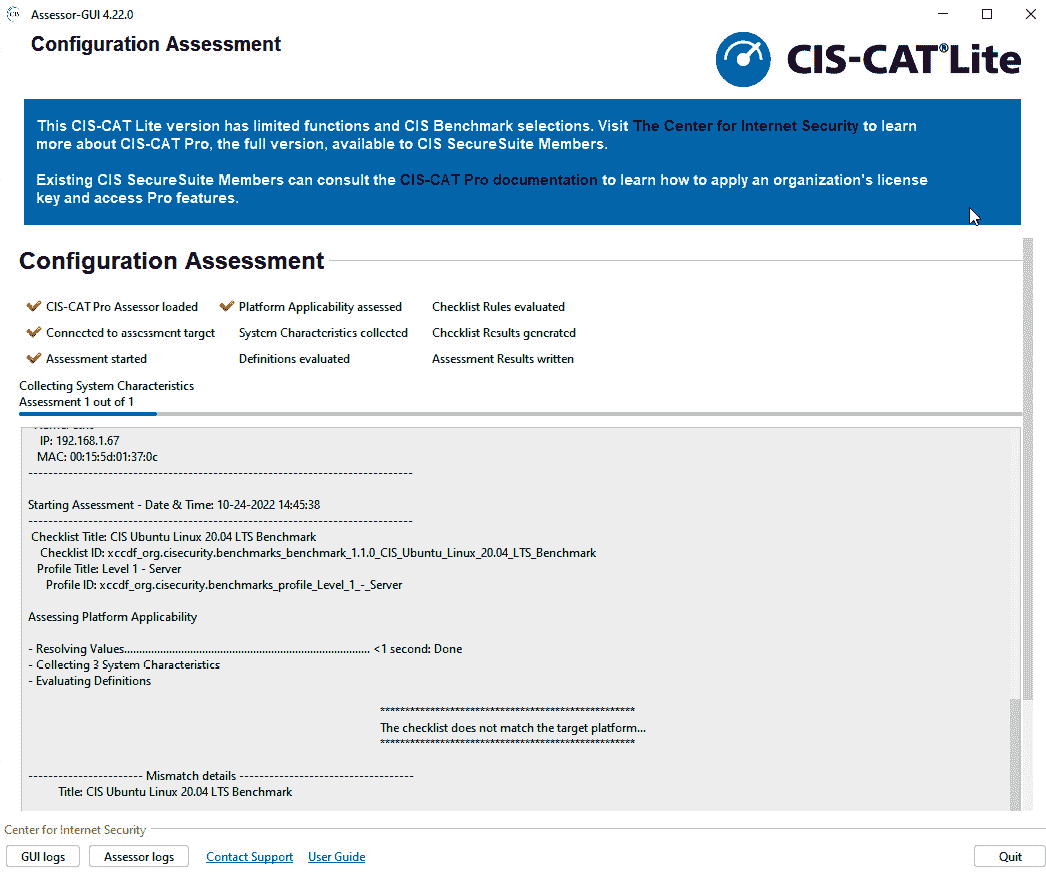 Assessor-GUI 4.22.0
Configuration Assessment
CIS-CAT®Lite
This CIS-CAT Lite version has limited functions and CIS Benchmark selections. Visit The Center for Internet Security to learn
more about CIS-CAT Pro, the full version, available to CIS SecureSuite Members.
Existing CIS SecureSuite Members can consult the CIS-CAT Pro documentation to learn how to apply an organization's license
key and access Pro features.
Configuration Assessment
CIS-CAT Pro Assessor loaded Platform Applicability assessed Checklist Rules evaluated
Connected to assessment target System Characteristics collected Checklist Results generated
Assessment started Definitions evaluated Assessment Results written
Collecting System Characteristics
Assessment 1 out of 1
IP: 192.168.1.67
MAC: 00:15:5d:01:37:0c
--------------------------------------------------------------------------------
Starting Assessment - Date & Time: 10-24-2022 14:45:38
--------------------------------------------------------------------------------
Checklist Title: CIS Ubuntu Linux 20.04 LTS Benchmark
Checklist ID: xccdf_org.cisecurity.benchmarks_benchmark_1.1.0_CIS_Ubuntu_Linux_20.04_LTS_Benchmark
Profile Title: Level 1 - Server
Profile ID: xccdf_org.cisecurity.benchmarks_profile_Level_1_-_Server
Assessing Platform Applicability
- Resolving Values.................................................................................. <1 second: Done
- Collecting 3 System Characteristics
- Evaluating Definitions
***************************************************
The checklist does not match the target platform...
***************************************************
----------------------- Mismatch details -----------------------------------
Title: CIS Ubuntu Linux 20.04 LTS Benchmark
Center for Internet Security
GUI logs Assessor logs Contact Support User Guide Quit